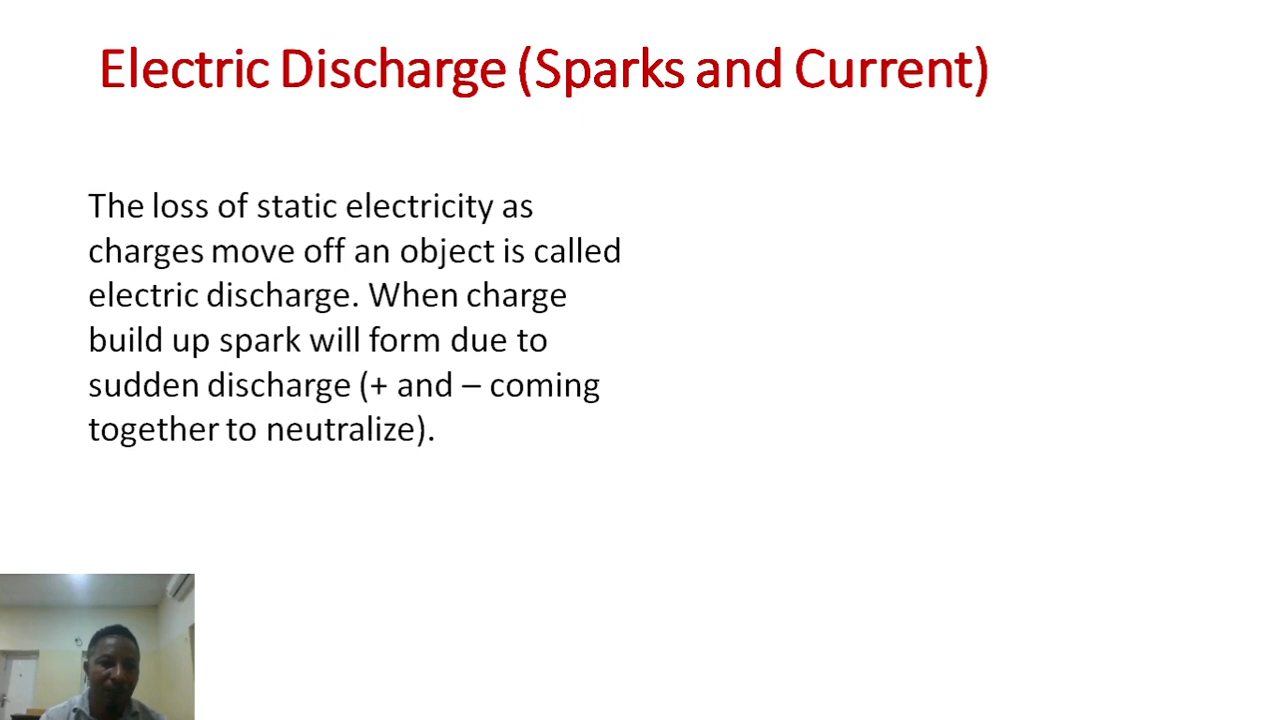 Electric Discharge (Sparks and Current)
The loss of static electricity as
charges move off an object is called
electric discharge. When charge
build up spark will form due to
sudden discharge (+ and – coming
together to neutralize).